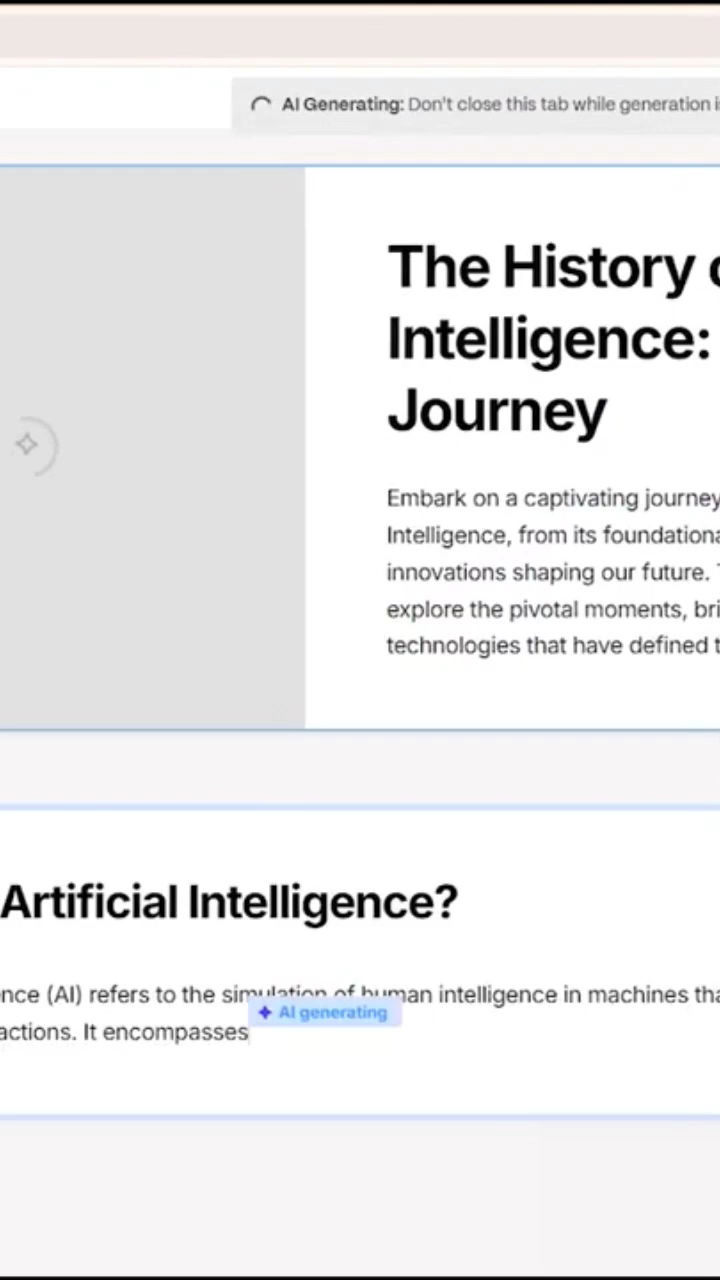 AI Generating: Don't close this tab while generation i
The History
Intelligence:
Journey
Embark on a captivating journey
Intelligence, from its foundationa
innovations shaping our future.
explore the pivotal moments, bri
technologies that have defined t
Artificial Intelligence?
nce (AI) refers to the simulation of human intelligence in machines tha
AI generating
actions. It encompasses